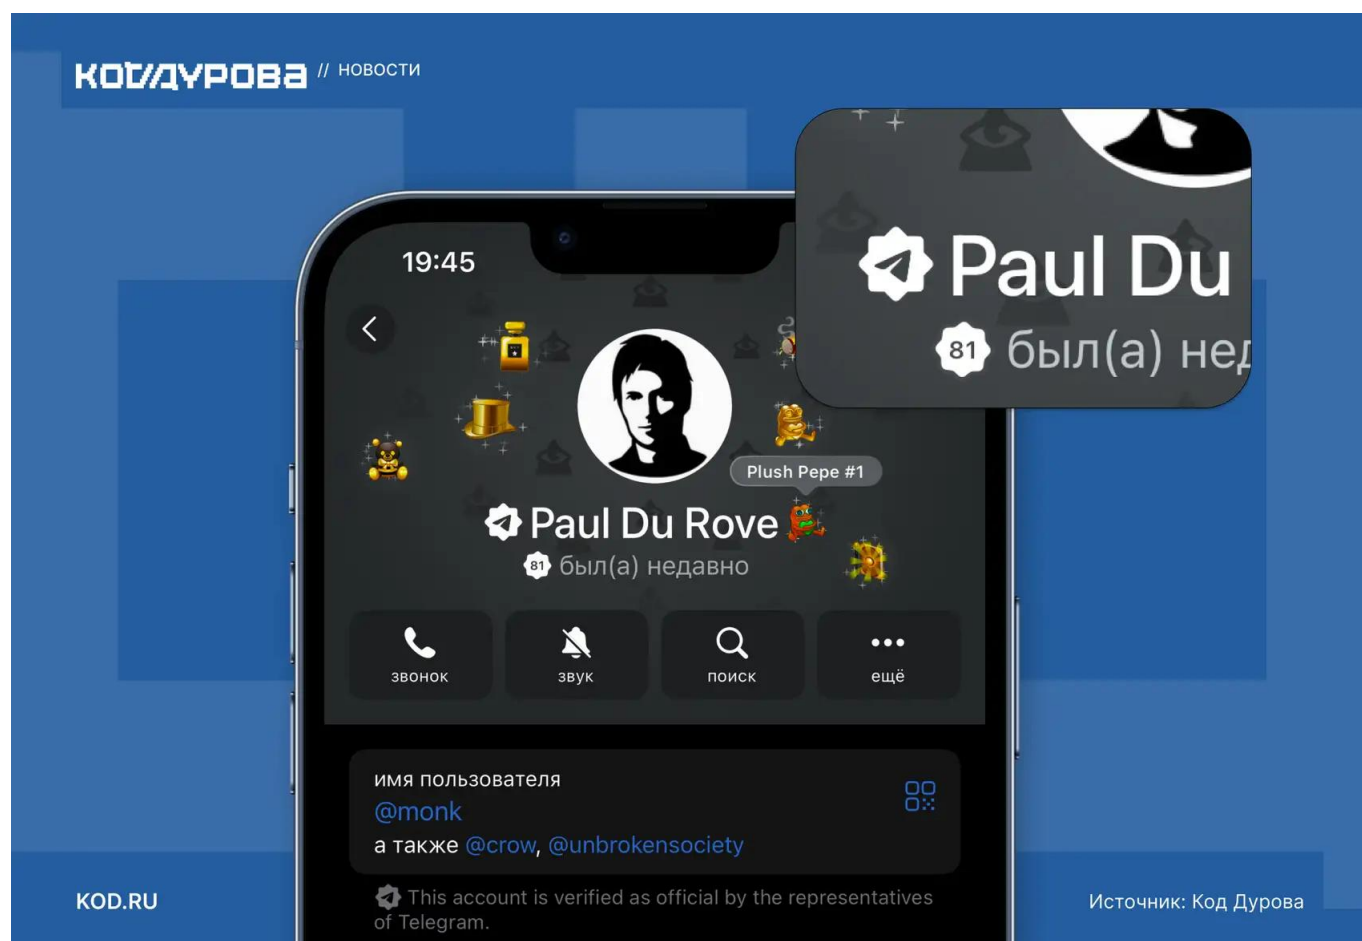 КОД ДУРОВА // НОВОСТИ
Paul Du
81 был(а) нед
19:45
Plush Pepe #1
Paul Du Rove
81 был(а) недавно
звонок звук поиск ещё
имя пользователя
@monk
а также @crow, @unbrokensociety
This account is verified as official by the representatives
of Telegram.
KOD.RU
Источник: Код Дурова